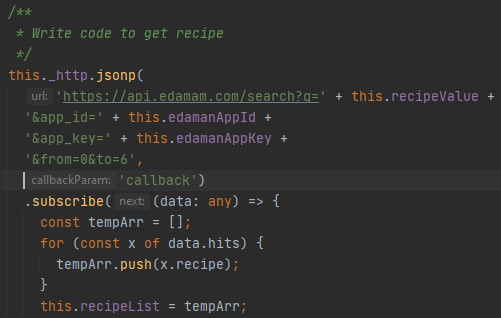 /**
* Write code to get recipe
*/
this._http.jsonp(
url: 'https://api.edamam.com/search?q=' + this.recipeValue +
'&app_id=' + this.edamanAppId +
'&app_key=' + this.edamanAppKey +
'&from=0&to=6',
callbackParam: 'callback')
.subscribe( next: (data: any) => {
const tempArr = [];
for (const x of data.hits) {
tempArr.push(x.recipe);
}
this.recipeList = tempArr;